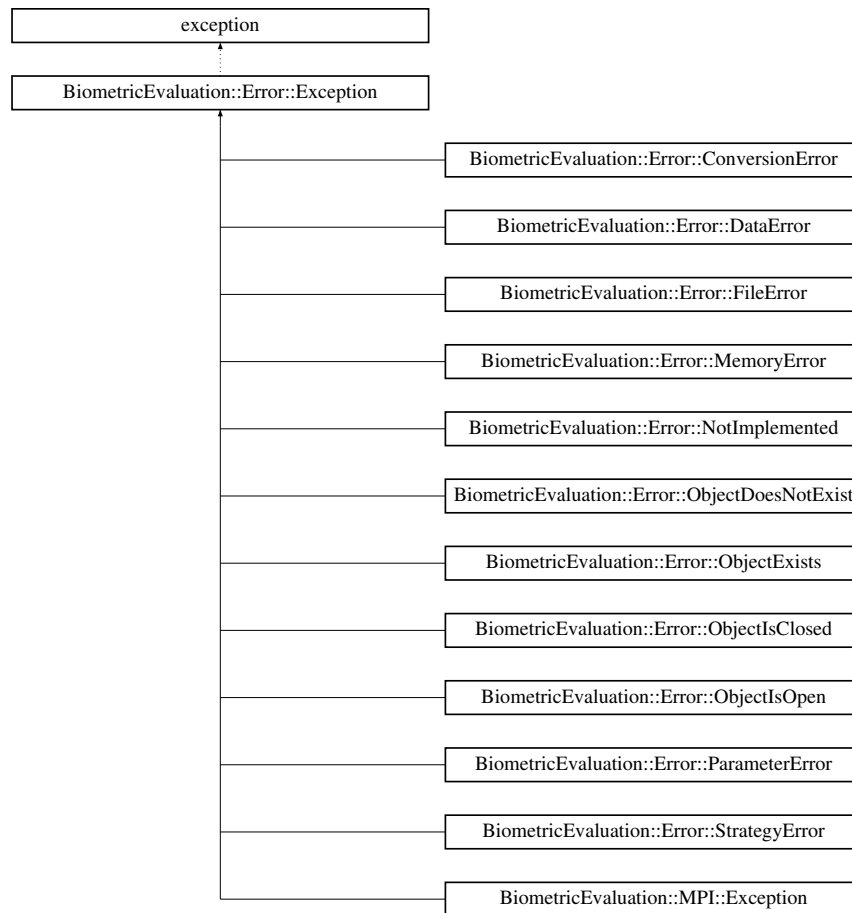 exception
BiometricEvaluation::Error::Exception
BiometricEvaluation::Error::ConversionError
BiometricEvaluation::Error::DataError
BiometricEvaluation::Error::FileError
BiometricEvaluation::Error::MemoryError
BiometricEvaluation::Error::NotImplemented
BiometricEvaluation::Error::ObjectDoesNotExist
BiometricEvaluation::Error::ObjectExists
BiometricEvaluation::Error::ObjectIsClosed
BiometricEvaluation::Error::ObjectIsOpen
BiometricEvaluation::Error::ParameterError
BiometricEvaluation::Error::StrategyError
BiometricEvaluation::MPI::Exception